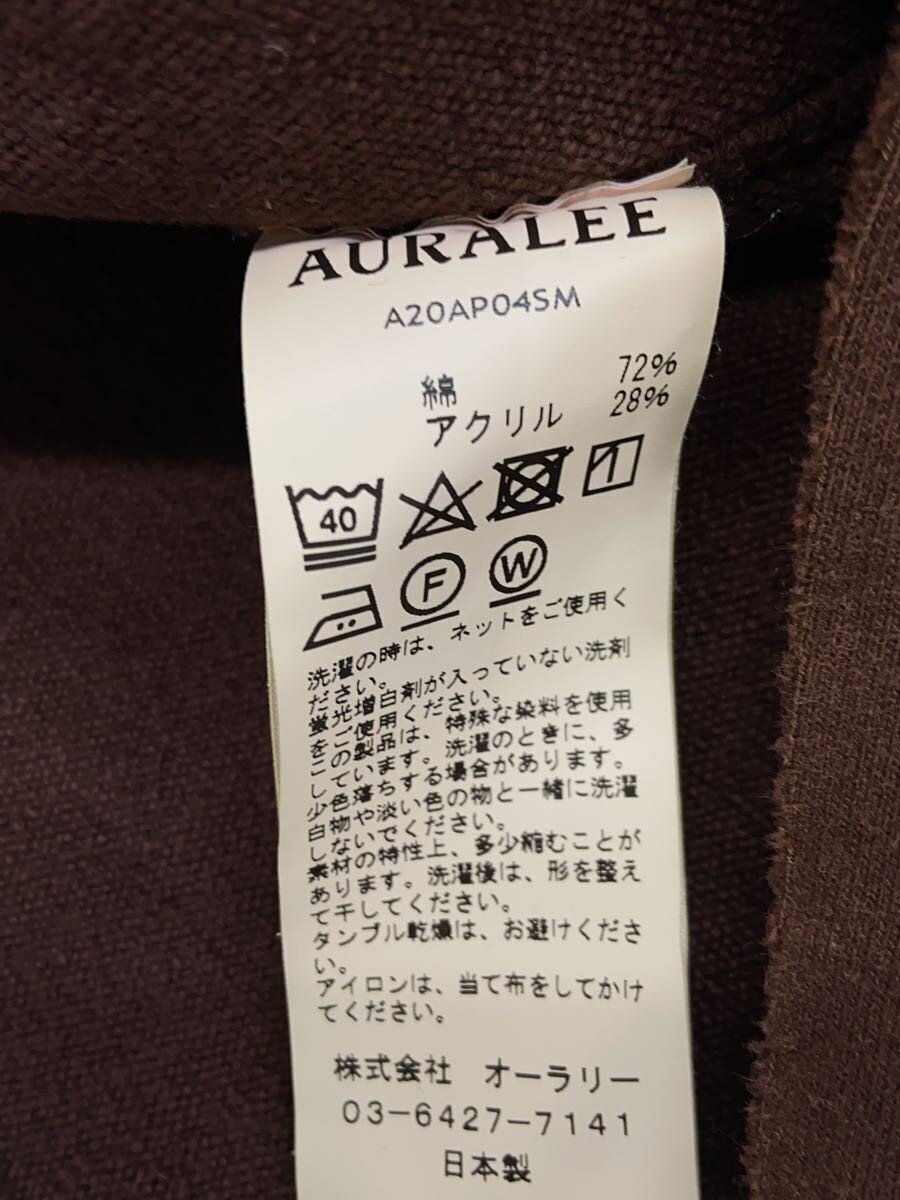 AURALEE
A20AP04SM
綿 72%
アクリル 28%
40
1
F W
洗濯の時は、ネットをご使用く
ださい。
蛍光増白剤が入っていない洗剤
をご使用ください。
この製品は、特殊な染料を使用
しています。洗濯のときに、多
少色落ちする場合があります。
白物や淡い色の物と一緒に洗濯
しないでください。
素材の特性上、多少縮むことが
あります。洗濯後は、形を整え
て干してください。
タンブル乾燥は、お避けくださ
い。
アイロンは、当て布をしてかけ
てください。
株式会社 オーラリー
03-6427-7141
日本製